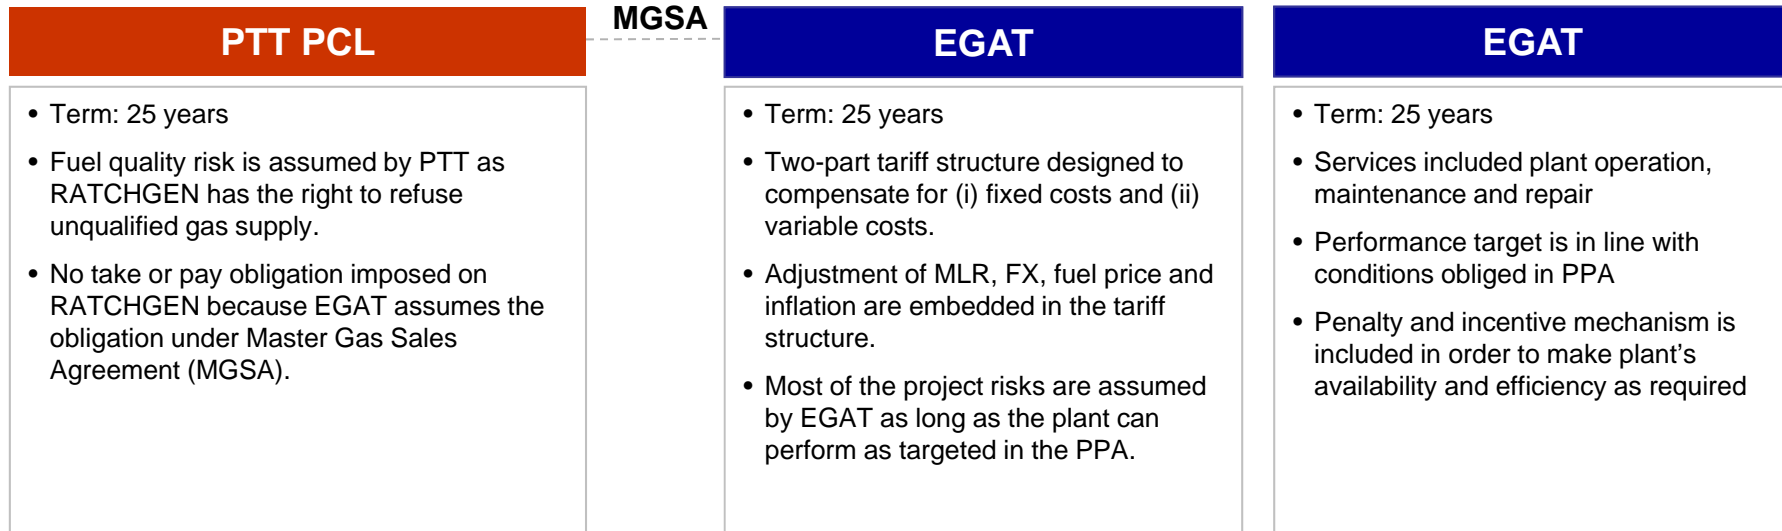 PTT PCL
MGSA
EGAT
EGAT
• Term: 25 years
• Fuel quality risk is assumed by PTT as
RATCHGEN has the right to refuse
unqualified gas supply.
• No take or pay obligation imposed on
RATCHGEN because EGAT assumes the
obligation under Master Gas Sales
Agreement (MGSA).
• Term: 25 years
• Two-part tariff structure designed to
compensate for (i) fixed costs and (ii)
variable costs.
• Adjustment of MLR, FX, fuel price and
inflation are embedded in the tariff
structure.
• Most of the project risks are assumed
by EGAT as long as the plant can
perform as targeted in the PPA.
• Term: 25 years
• Services included plant operation,
maintenance and repair
• Performance target is in line with
conditions obliged in PPA
• Penalty and incentive mechanism is
included in order to make plant’s
availability and efficiency as required